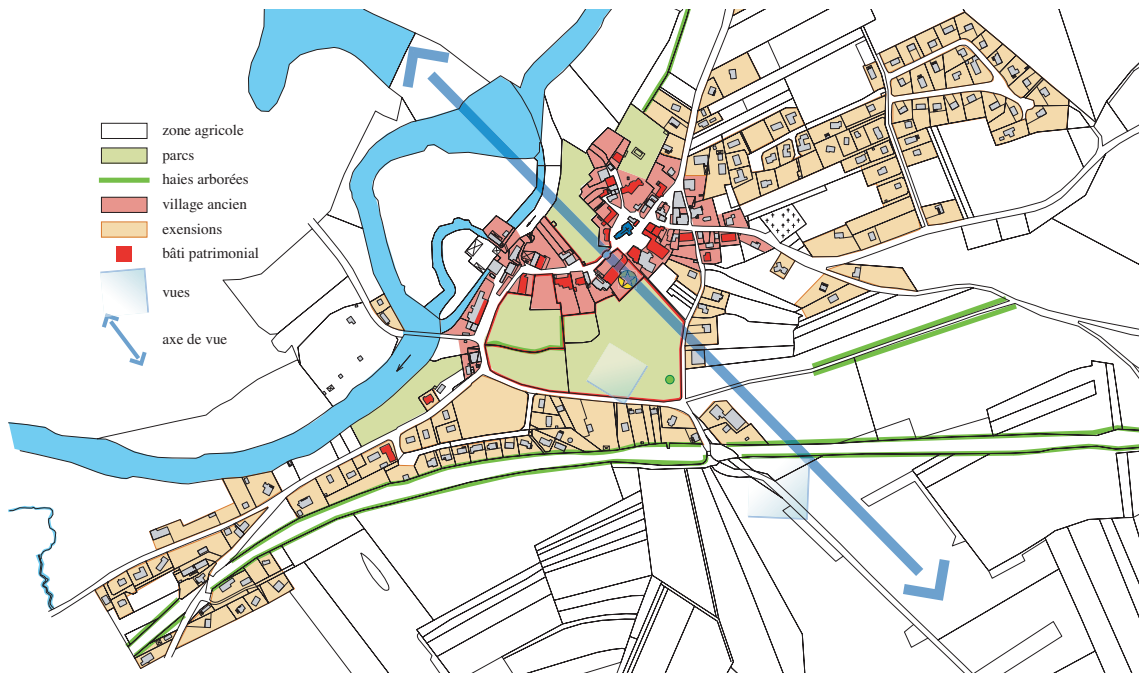 zone agricole
parcs
haies arborées
village ancien
exensions
bâti patrimonial
vues
axe de vue